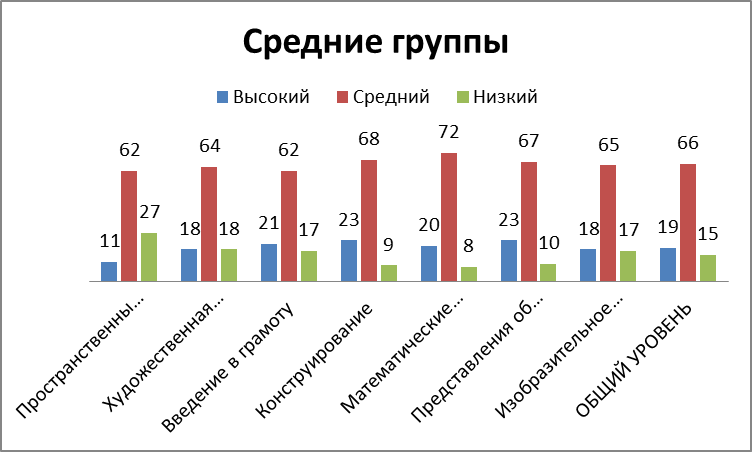 Средние группы
Высокий Средний Низкий
11 62 27 18 64 18 21 62 17 23 68 9 20 72 8 23 67 10 18 65 17 19 66 15
Пространственны...
Художественная...
Введение в грамоту
Конструирование
Математические...
Представления об...
Изобразительное...
ОБЩИЙ УРОВЕНЬ